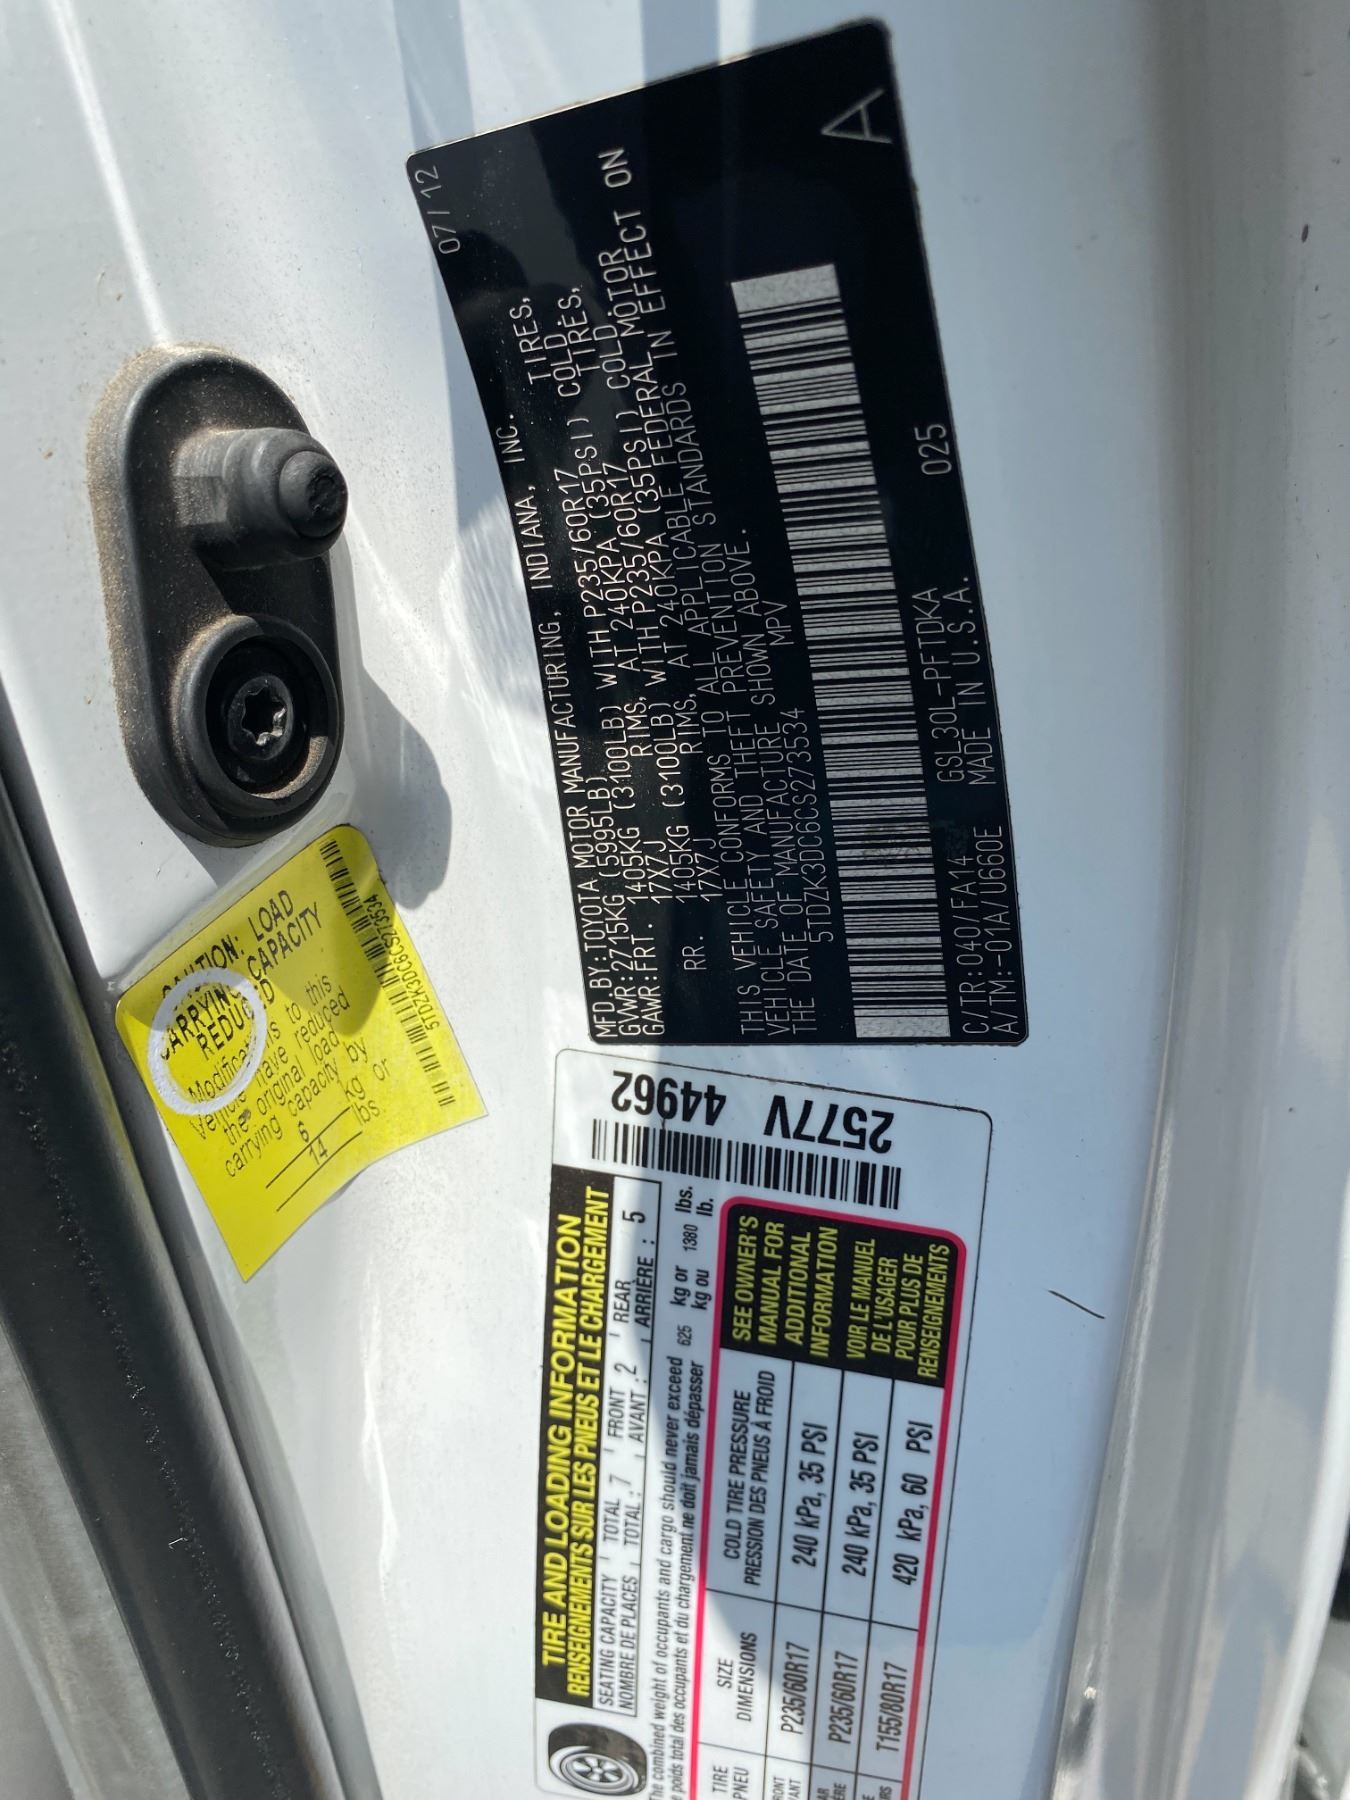 07/12
MFD.BY:TOYOTA MOTOR MANUFACTURING, INDIANA, INC.
GVWR:2715KG (5995LB)
GAWR:FRT. 1405KG (3100LB) WITH P235/60R17 TIRES,
17X7J RIMS, AT 240KPA (35PSI) COLD.
RR. 1405KG (3100LB) WITH P235/60R17 TIRES,
17X7J RIMS, AT 240KPA (35PSI) COLD.
THIS VEHICLE CONFORMS TO ALL APPLICABLE FEDERAL MOTOR
VEHICLE SAFETY AND THEFT PREVENTION STANDARDS IN EFFECT ON
THE DATE OF MANUFACTURE SHOWN ABOVE.
5TDZK3DC6CS273534 MPV
A
C/TR:040/FA14 GSL30L-PFTDKA 025
A/TM:-01A/U660E MADE IN U.S.A.
CAUTION: LOAD
CARRYING CAPACITY
REDUCED
Modifications to this
vehicle have reduced
the original load
carrying capacity by
6 kg or
14 lbs
5TDZK3DC6CS273534
2577V
44962
TIRE AND LOADING INFORMATION
RENSEIGNEMENTS SUR LES PNEUS ET LE CHARGEMENT
SEATING CAPACITY TOTAL 7 FRONT 2 REAR 5
NOMBRE DE PLACES TOTAL: 7 AVANT: 2 ARRIÈRE: 5
The combined weight of occupants and cargo should never exceed 625 kg or 1380 lbs.
poids total des occupants et du chargement ne doit jamais dépasser kg ou lb.
TIRE SIZE COLD TIRE PRESSURE
PNEU DIMENSIONS PRESSION DES PNEUS À FROID
P235/60R17 240 kPa, 35 PSI
P235/60R17 240 kPa, 35 PSI
T155/80R17 420 kPa, 60 PSI
SEE OWNER'S
MANUAL FOR
ADDITIONAL
INFORMATION
VOIR LE MANUEL
DE L'USAGER
POUR PLUS DE
RENSEIGNEMENTS